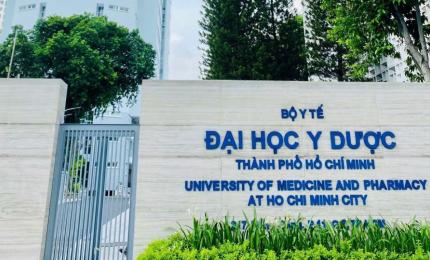 BỘ Y TẾ
ĐẠI HỌC Y DƯỢC
THÀNH PHỐ HỒ CHÍ MINH
UNIVERSITY OF MEDICINE AND PHARMACY
AT HO CHI MINH CITY